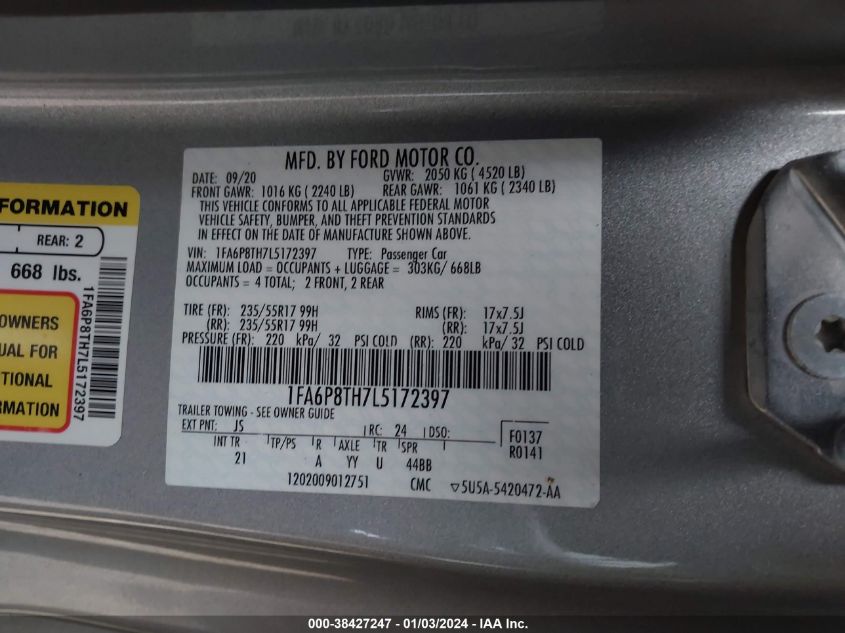 MFD. BY FORD MOTOR CO.
DATE: 09/20 GVWR: 2050 KG ( 4520 LB)
FRONT GAWR: 1016 KG ( 2240 LB) REAR GAWR: 1061 KG ( 2340 LB)
THIS VEHICLE CONFORMS TO ALL APPLICABLE FEDERAL MOTOR
VEHICLE SAFETY, BUMPER, AND THEFT PREVENTION STANDARDS
IN EFFECT ON THE DATE OF MANUFACTURE SHOWN ABOVE.
VIN: 1FA6P8TH7L5172397 TYPE: Passenger Car
MAXIMUM LOAD = OCCUPANTS + LUGGAGE = 303KG/ 668LB
OCCUPANTS = 4 TOTAL; 2 FRONT, 2 REAR
TIRE (FR): 235/55R17 99H RIMS (FR): 17x7.5J
(RR): 235/55R17 99H (RR): 17x7.5J
PRESSURE (FR): 220 kPa/ 32 PSI COLD (RR): 220 kPa/ 32 PSI COLD
1FA6P8TH7L5172397
TRAILER TOWING - SEE OWNER GUIDE
EXT PNT: JS RC: 24 DSO: F0137
INT TR TP/PS R AXLE TR SPR R0141
21 A YY U 44BB
1202009012751 CMC ▽5U5A-5420472-AA
FORMATION
REAR: 2
668 lbs.
OWNERS
UAL FOR
TIONAL
RMATION
1FA6P8TH7L5172397
000-38427247 - 01/03/2024 - IAA Inc.